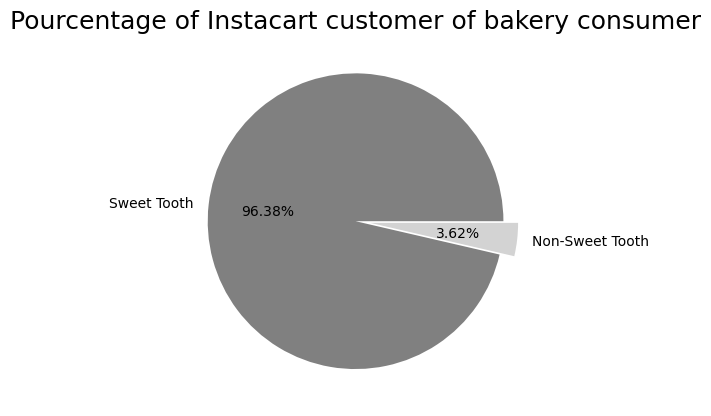 Pourcentage of Instacart customer of bakery consumer
Sweet Tooth
96.38%
3.62%
Non-Sweet Tooth